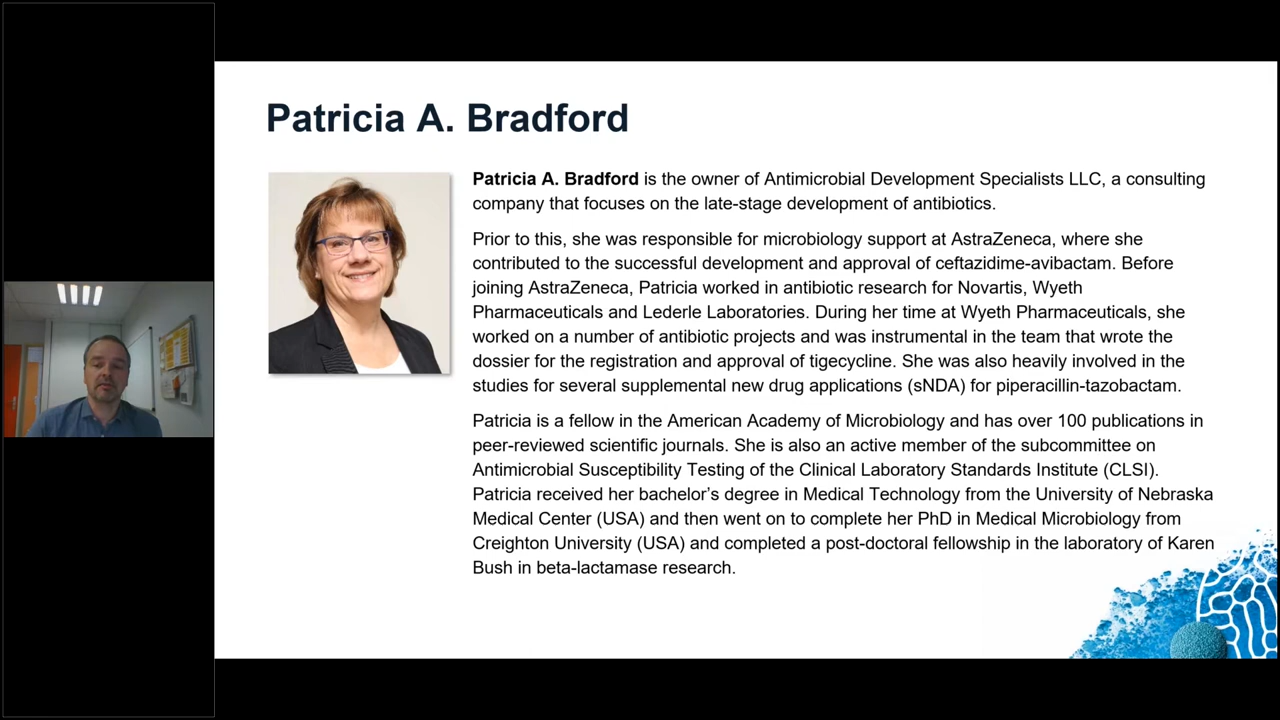 Patricia A. Bradford
Patricia A. Bradford is the owner of Antimicrobial Development Specialists LLC, a consulting
company that focuses on the late-stage development of antibiotics.
Prior to this, she was responsible for microbiology support at AstraZeneca, where she
contributed to the successful development and approval of ceftazidime-avibactam. Before
joining AstraZeneca, Patricia worked in antibiotic research for Novartis, Wyeth
Pharmaceuticals and Lederle Laboratories. During her time at Wyeth Pharmaceuticals, she
worked on a number of antibiotic projects and was instrumental in the team that wrote the
dossier for the registration and approval of tigecycline. She was also heavily involved in the
studies for several supplemental new drug applications (sNDA) for piperacillin-tazobactam.
Patricia is a fellow in the American Academy of Microbiology and has over 100 publications in
peer-reviewed scientific journals. She is also an active member of the subcommittee on
Antimicrobial Susceptibility Testing of the Clinical Laboratory Standards Institute (CLSI).
Patricia received her bachelor’s degree in Medical Technology from the University of Nebraska
Medical Center (USA) and then went on to complete her PhD in Medical Microbiology from
Creighton University (USA) and completed a post-doctoral fellowship in the laboratory of Karen
Bush in beta-lactamase research.